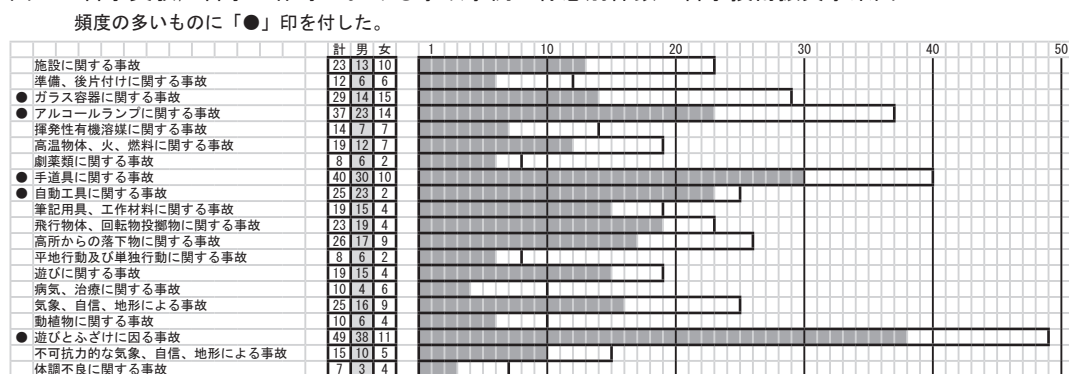 頻度の多いものに「●」印を付した。
計 男 女 1 10 20 30 40 50
施設に関する事故 23 13 10
準備、後片付けに関する事故 12 6 6
● ガラス容器に関する事故 29 14 15
● アルコールランプに関する事故 37 23 14
揮発性有機溶媒に関する事故 14 7 7
高温物体、火、燃料に関する事故 19 12 7
劇薬類に関する事故 8 6 2
● 手道具に関する事故 40 30 10
● 自動工具に関する事故 25 23 2
筆記用具、工作材料に関する事故 19 15 4
飛行物体、回転物投擲物に関する事故 23 19 4
高所からの落下物に関する事故 26 17 9
平地行動及び単独行動に関する事故 8 6 2
遊びに関する事故 19 15 4
病気、治療に関する事故 10 4 6
気象、自信、地形による事故 25 16 9
動植物に関する事故 10 6 4
● 遊びとふざけに因る事故 49 38 11
不可抗力的な気象、自信、地形による事故 15 10 5
体調不良に関する事故 7 3 4